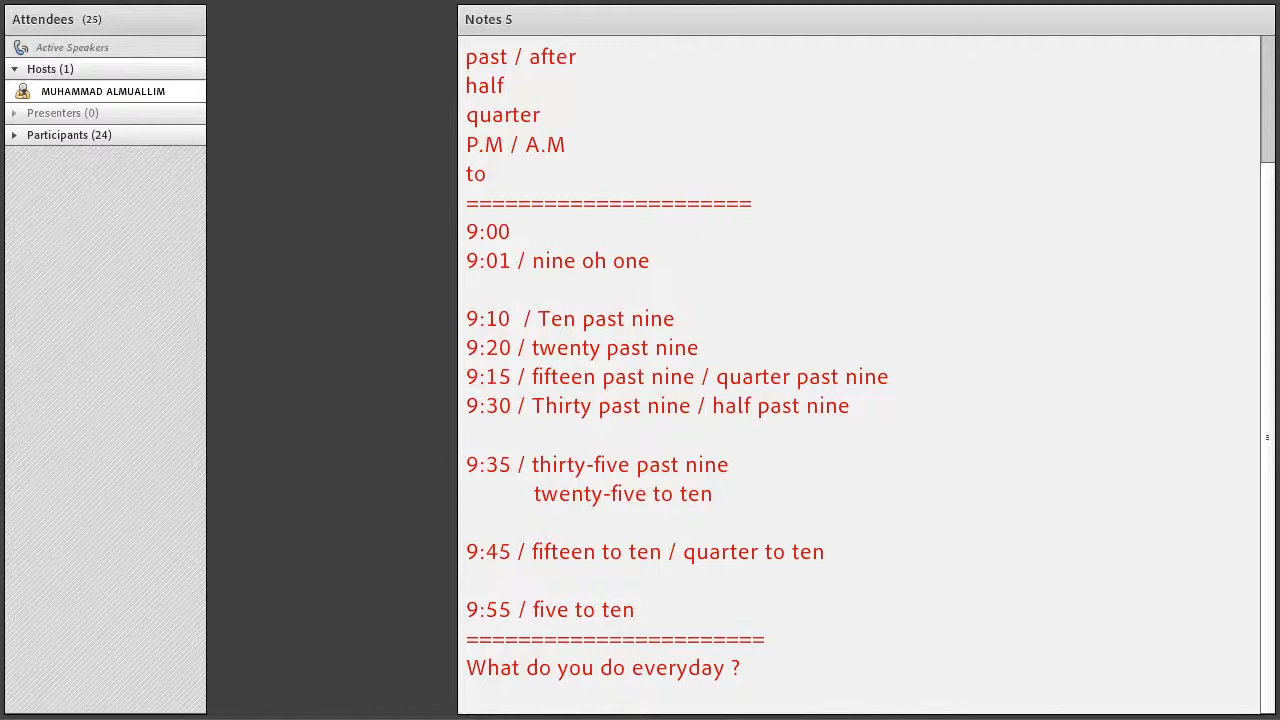 Attendees (25)
Active Speakers
Hosts (1)
MUHAMMAD ALMUALLIM
Presenters (0)
Participants (24)
Notes 5
past / after
half
quarter
P.M / A.M
to
======================
9:00
9:01 / nine oh one
9:10 / Ten past nine
9:20 / twenty past nine
9:15 / fifteen past nine / quarter past nine
9:30 / Thirty past nine / half past nine
9:35 / thirty-five past nine
twenty-five to ten
9:45 / fifteen to ten / quarter to ten
9:55 / five to ten
=======================
What do you do everyday ?